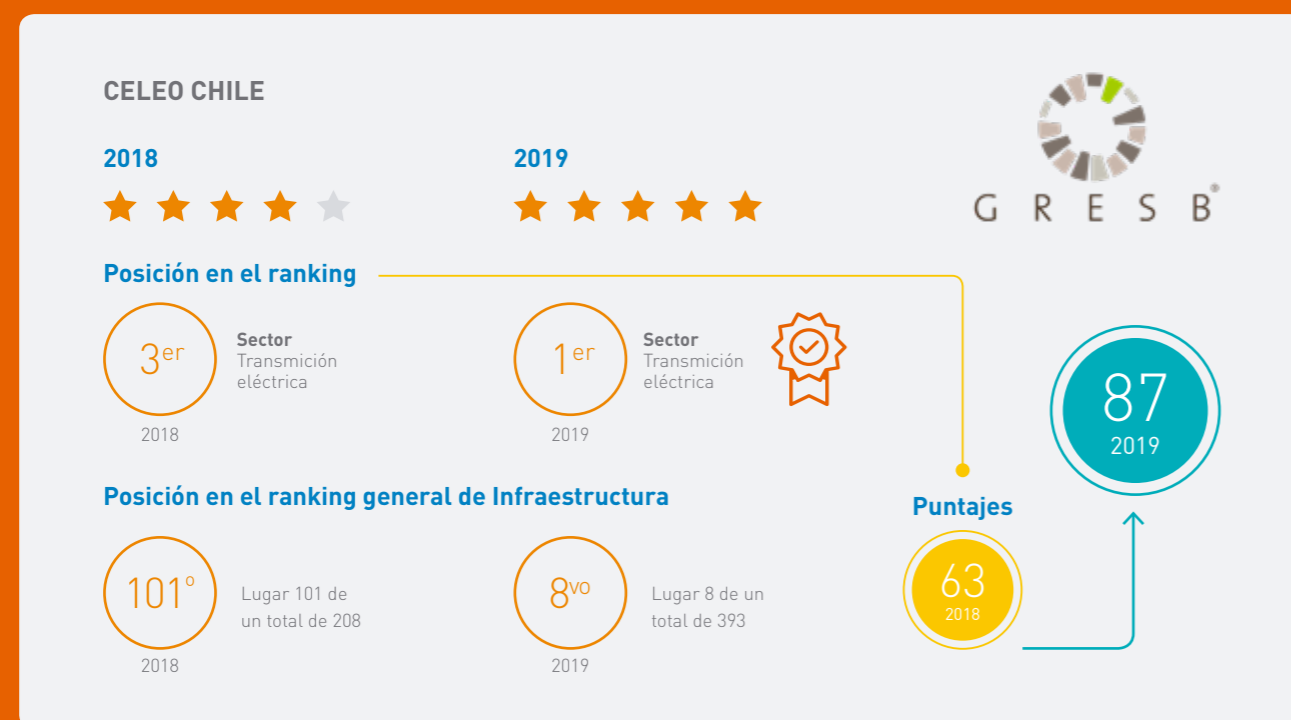 CELEO CHILE
2018
2019
GRESB®
Posición en el ranking
3er
Sector
Transmición
eléctrica
2018
1er
Sector
Transmición
eléctrica
2019
Posición en el ranking general de Infraestructura
101º
Lugar 101 de
un total de 208
2018
8vo
Lugar 8 de un
total de 393
2019
Puntajes
63
2018
87
2019